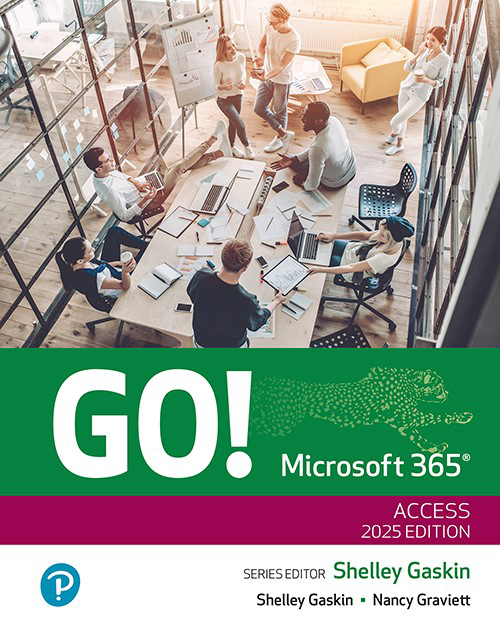 GO!
Microsoft 365®
ACCESS
2025 EDITION
SERIES EDITOR Shelley Gaskin
Shelley Gaskin ▪ Nancy Graviett
P